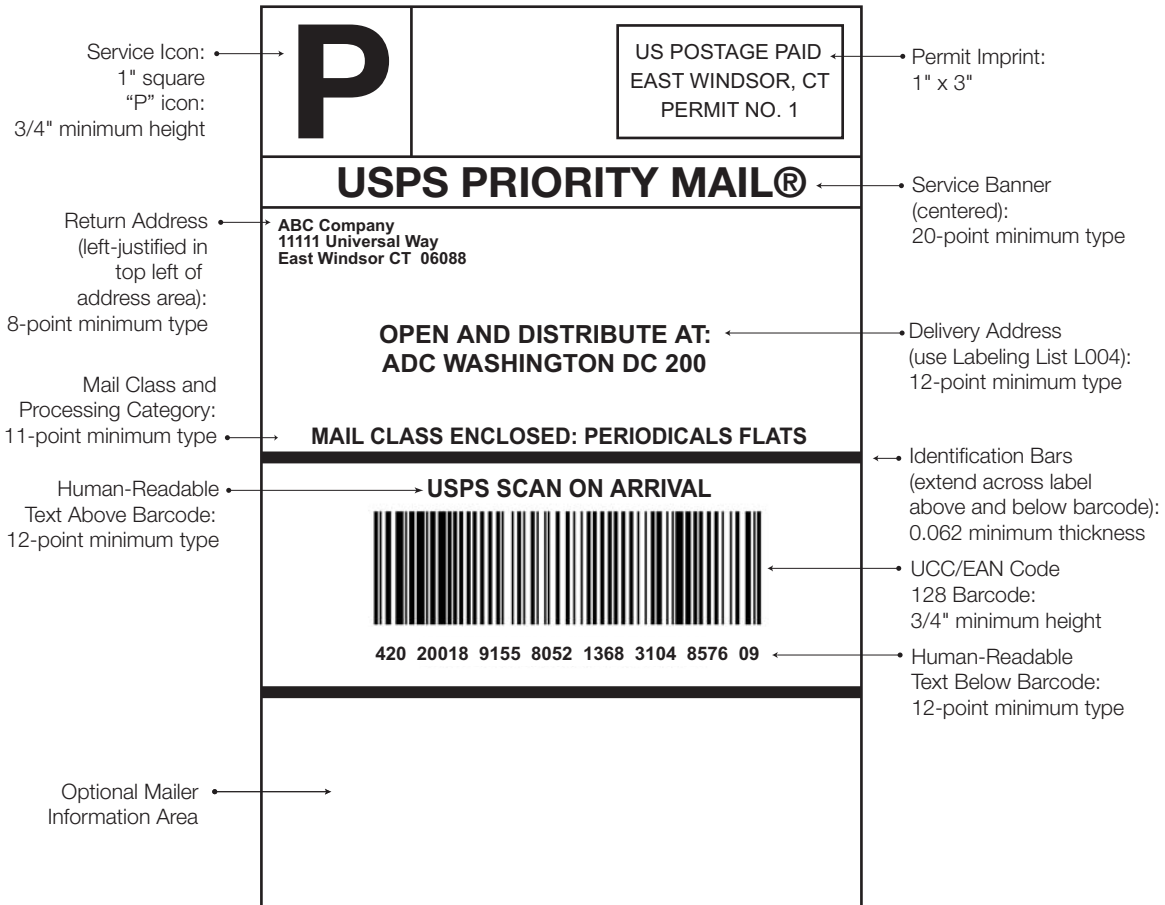 Service Icon:
1" square
“P” icon:
3/4" minimum height
P
US POSTAGE PAID
EAST WINDSOR, CT
PERMIT NO. 1
Permit Imprint:
1" x 3"
USPS PRIORITY MAIL®
Service Banner
(centered):
20-point minimum type
Return Address
(left-justified in
top left of
address area):
8-point minimum type
ABC Company
11111 Universal Way
East Windsor CT  06088
OPEN AND DISTRIBUTE AT:
ADC WASHINGTON DC 200
Delivery Address
(use Labeling List L004):
12-point minimum type
Mail Class and
Processing Category:
11-point minimum type
MAIL CLASS ENCLOSED: PERIODICALS FLATS
Identification Bars
(extend across label
above and below barcode):
0.062 minimum thickness
Human-Readable
Text Above Barcode:
12-point minimum type
USPS SCAN ON ARRIVAL
UCC/EAN Code
128 Barcode:
3/4" minimum height
420 20018 9155 8052 1368 3104 8576 09
Human-Readable
Text Below Barcode:
12-point minimum type
Optional Mailer
Information Area